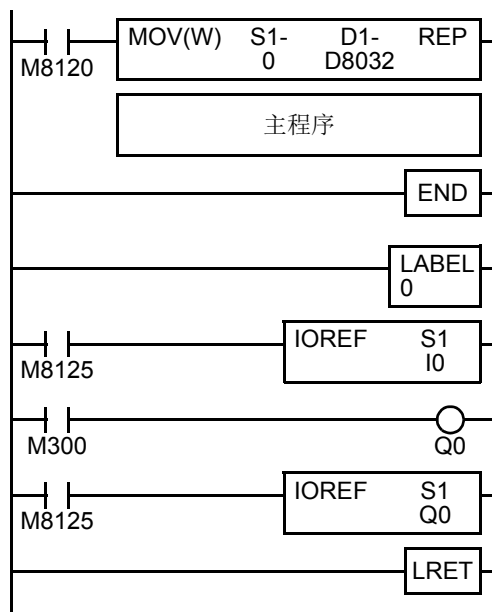 MOV(W) S1- D1- REP
M8120 0 D8032
主程序
END
LABEL
0
IOREF S1
M8125 I0
M300 Q0
IOREF S1
M8125 Q0
LRET